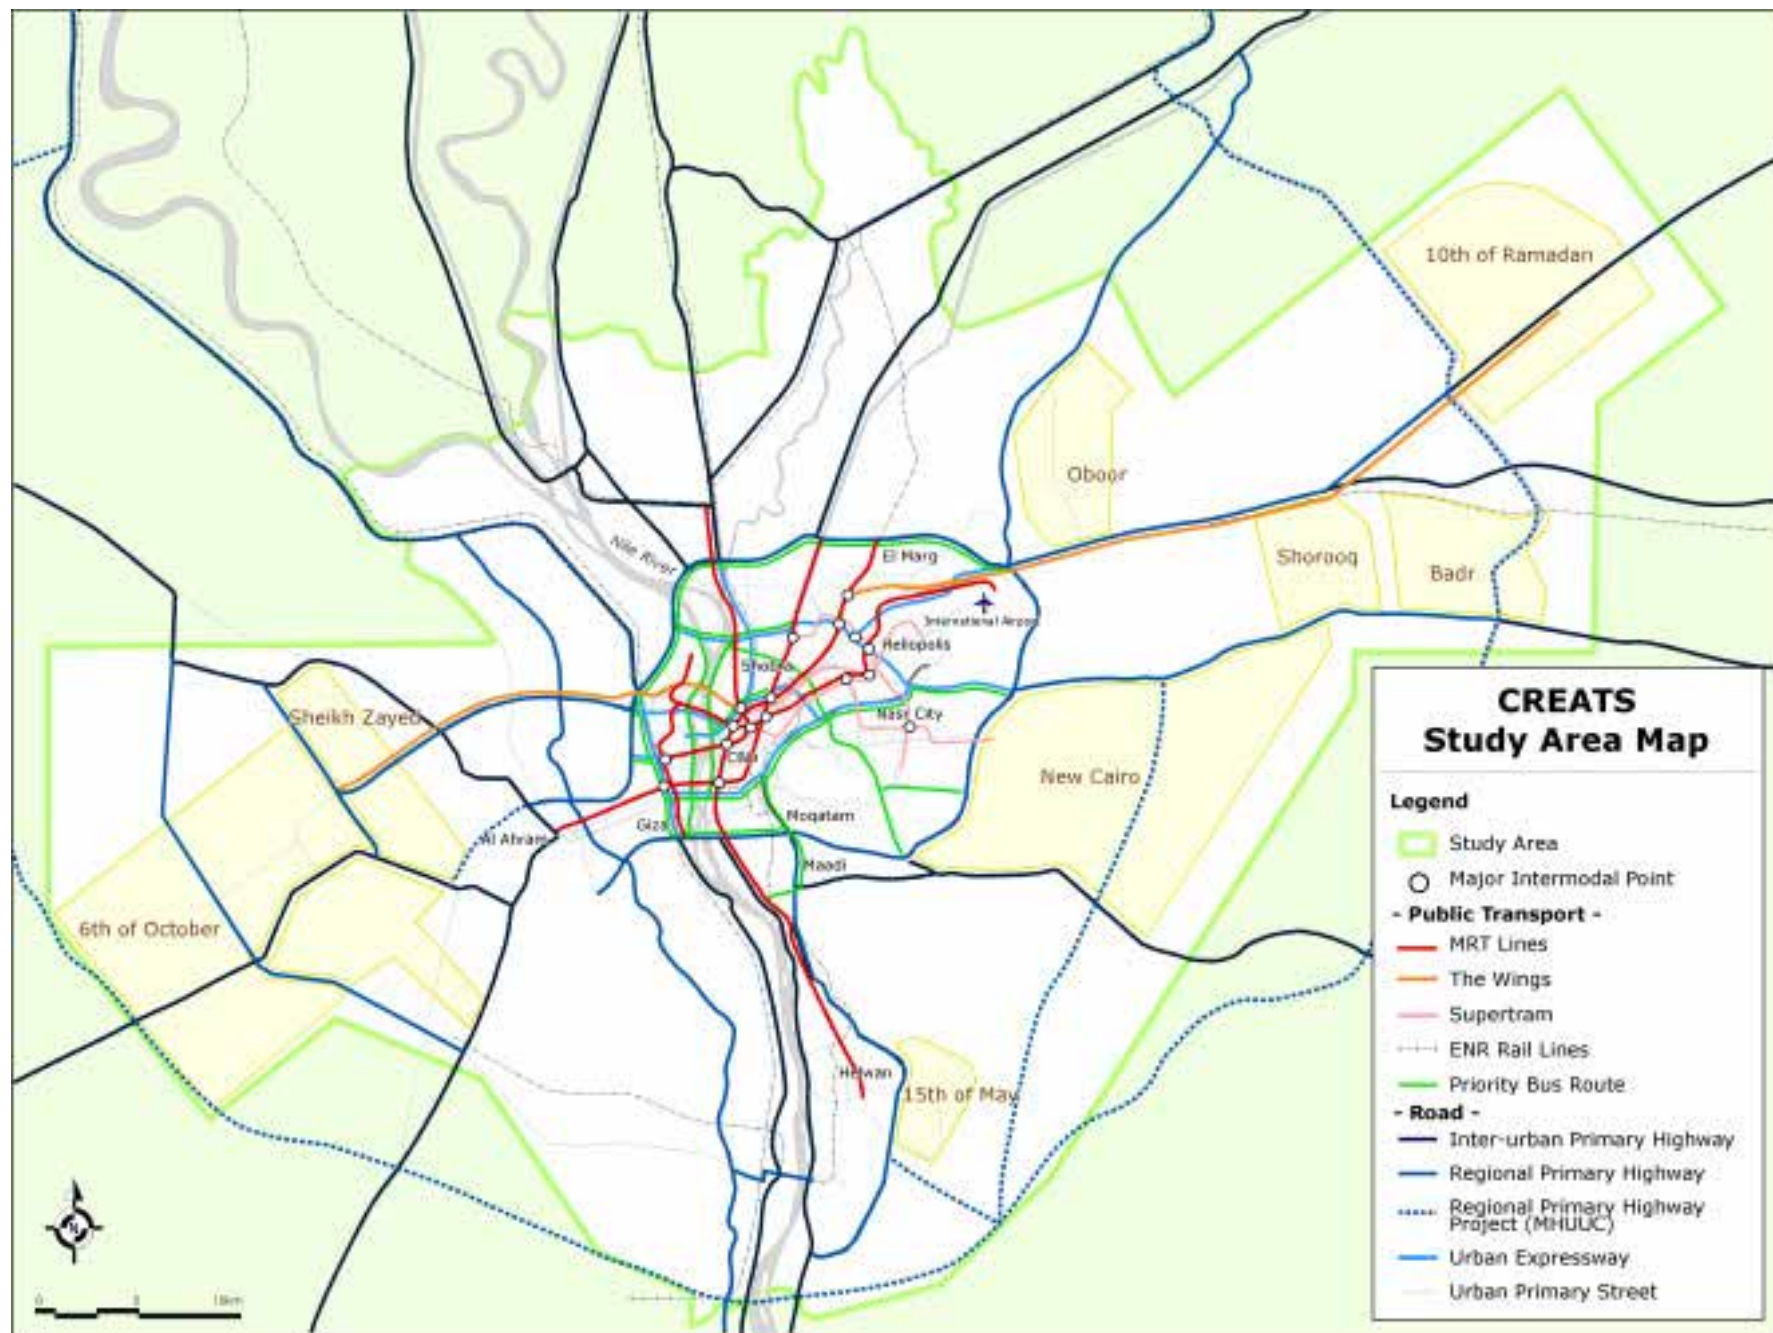 10th of Ramadan
Oboor
Nile River
El Marg
Shorooq
Badr
International Airport
Heliopolis
Shobra
Sheikh Zayed
Nasr City
CBD
New Cairo
Moqatam
Giza
Al Ahram
Maadi
6th of October
Helwan
15th of May
CREATS
Study Area Map
Legend
Study Area
Major Intermodal Point
- Public Transport -
MRT Lines
The Wings
Supertram
ENR Rail Lines
Priority Bus Route
- Road -
Inter-urban Primary Highway
Regional Primary Highway
Regional Primary Highway
Project (MHUUC)
Urban Expressway
Urban Primary Street
N
0 5 10km